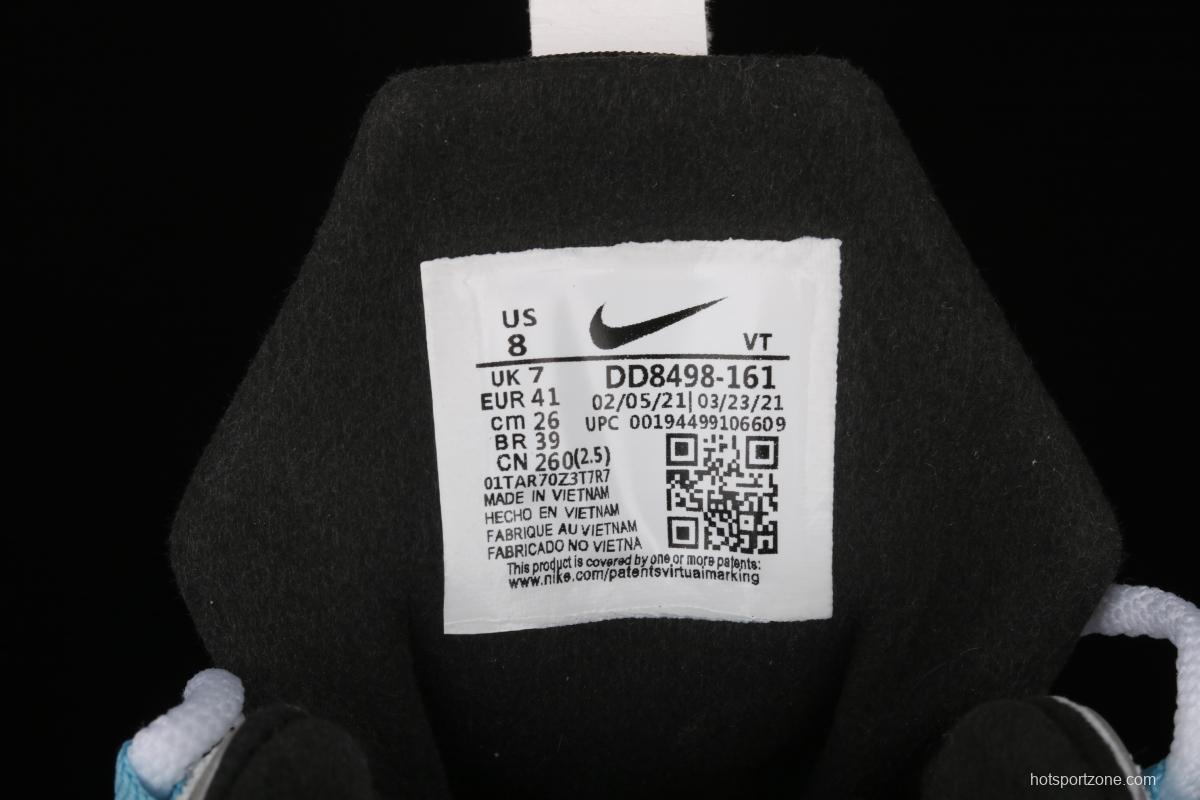 US
8
VT
UK 7
EUR 41
cm 26
BR 39
CN 260(2.5)
DD8498-161
02/05/21| 03/23/21
UPC 00194499106609
01TAR70Z3T7R7
MADE IN VIETNAM
HECHO EN VIETNAM
FABRIQUE AU VIETNAM
FABRICADO NO VIETNA
This product is covered by one or more patents:
www.nike.com/patentsvirtualmarking
hotsportzone.com